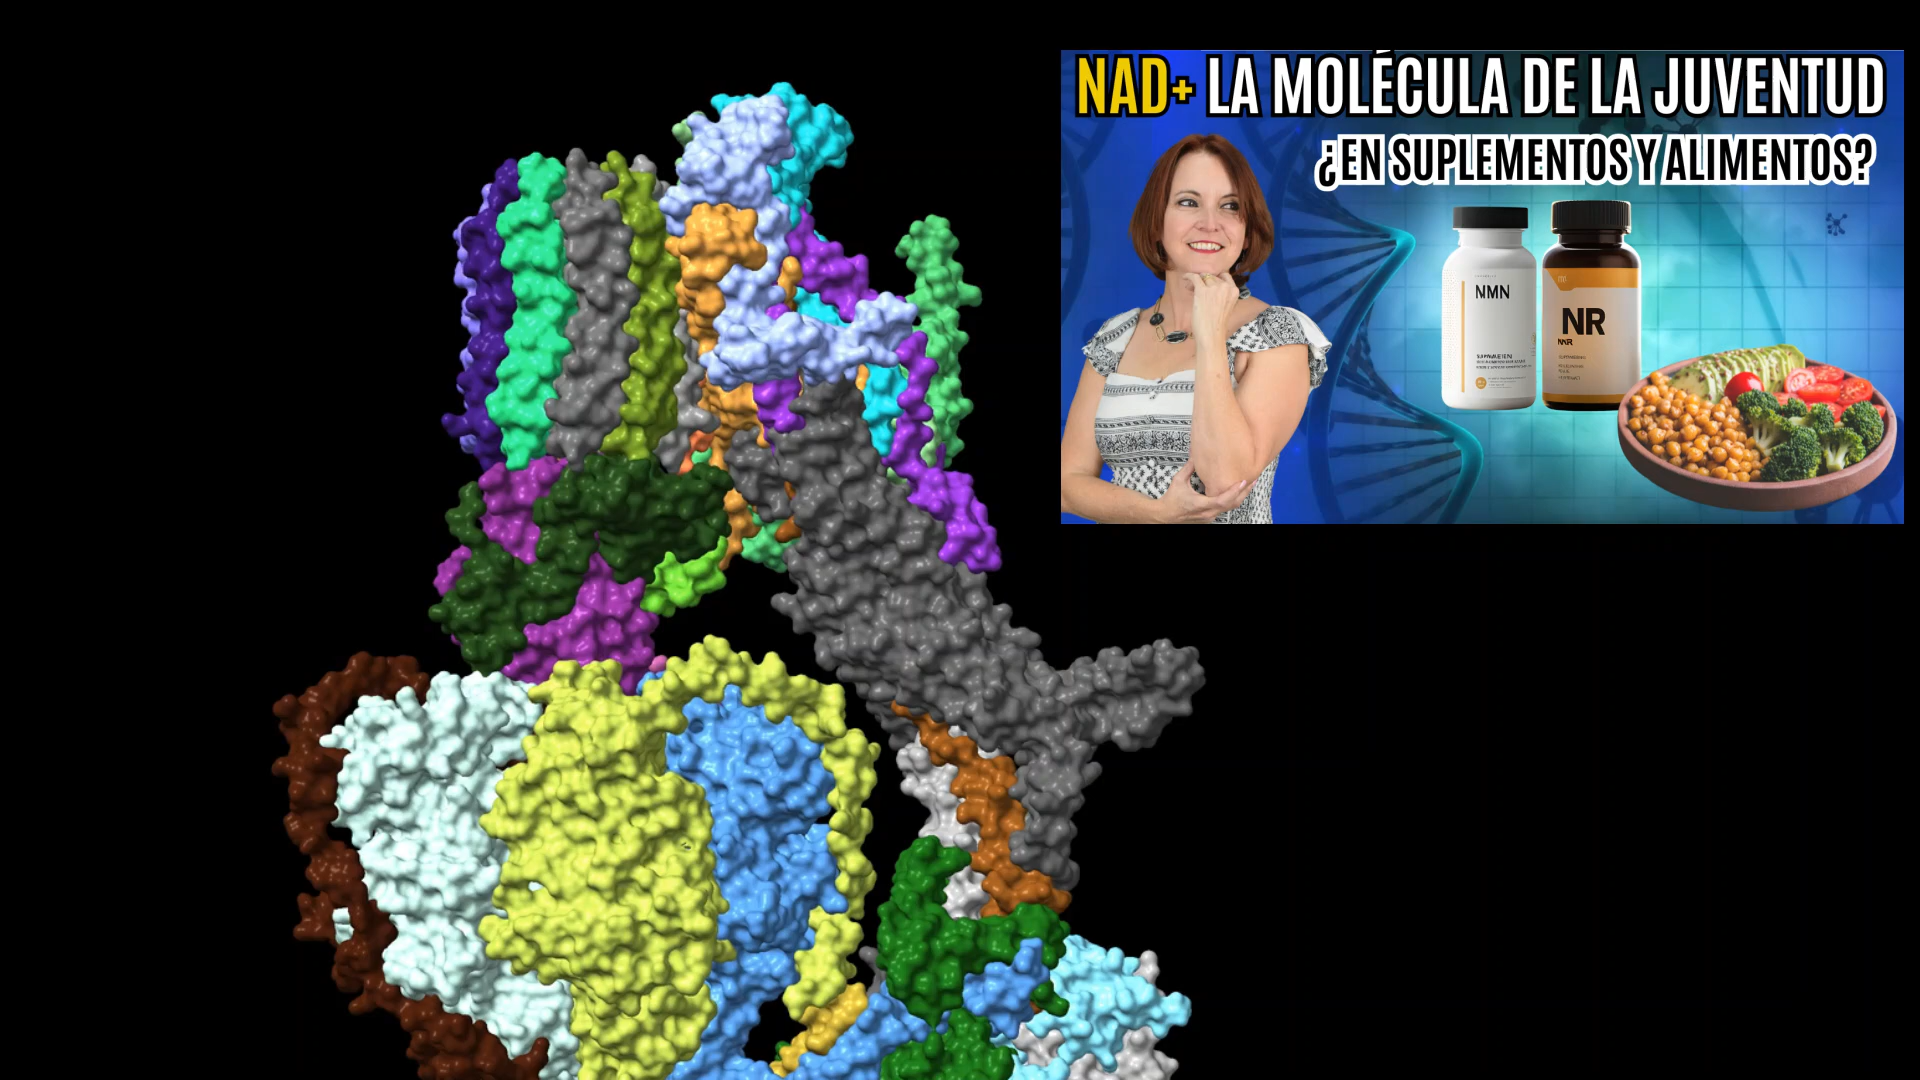 NAD+ LA MOLÉCULA DE LA JUVENTUD
¿EN SUPLEMENTOS Y ALIMENTOS?
NMN
NR